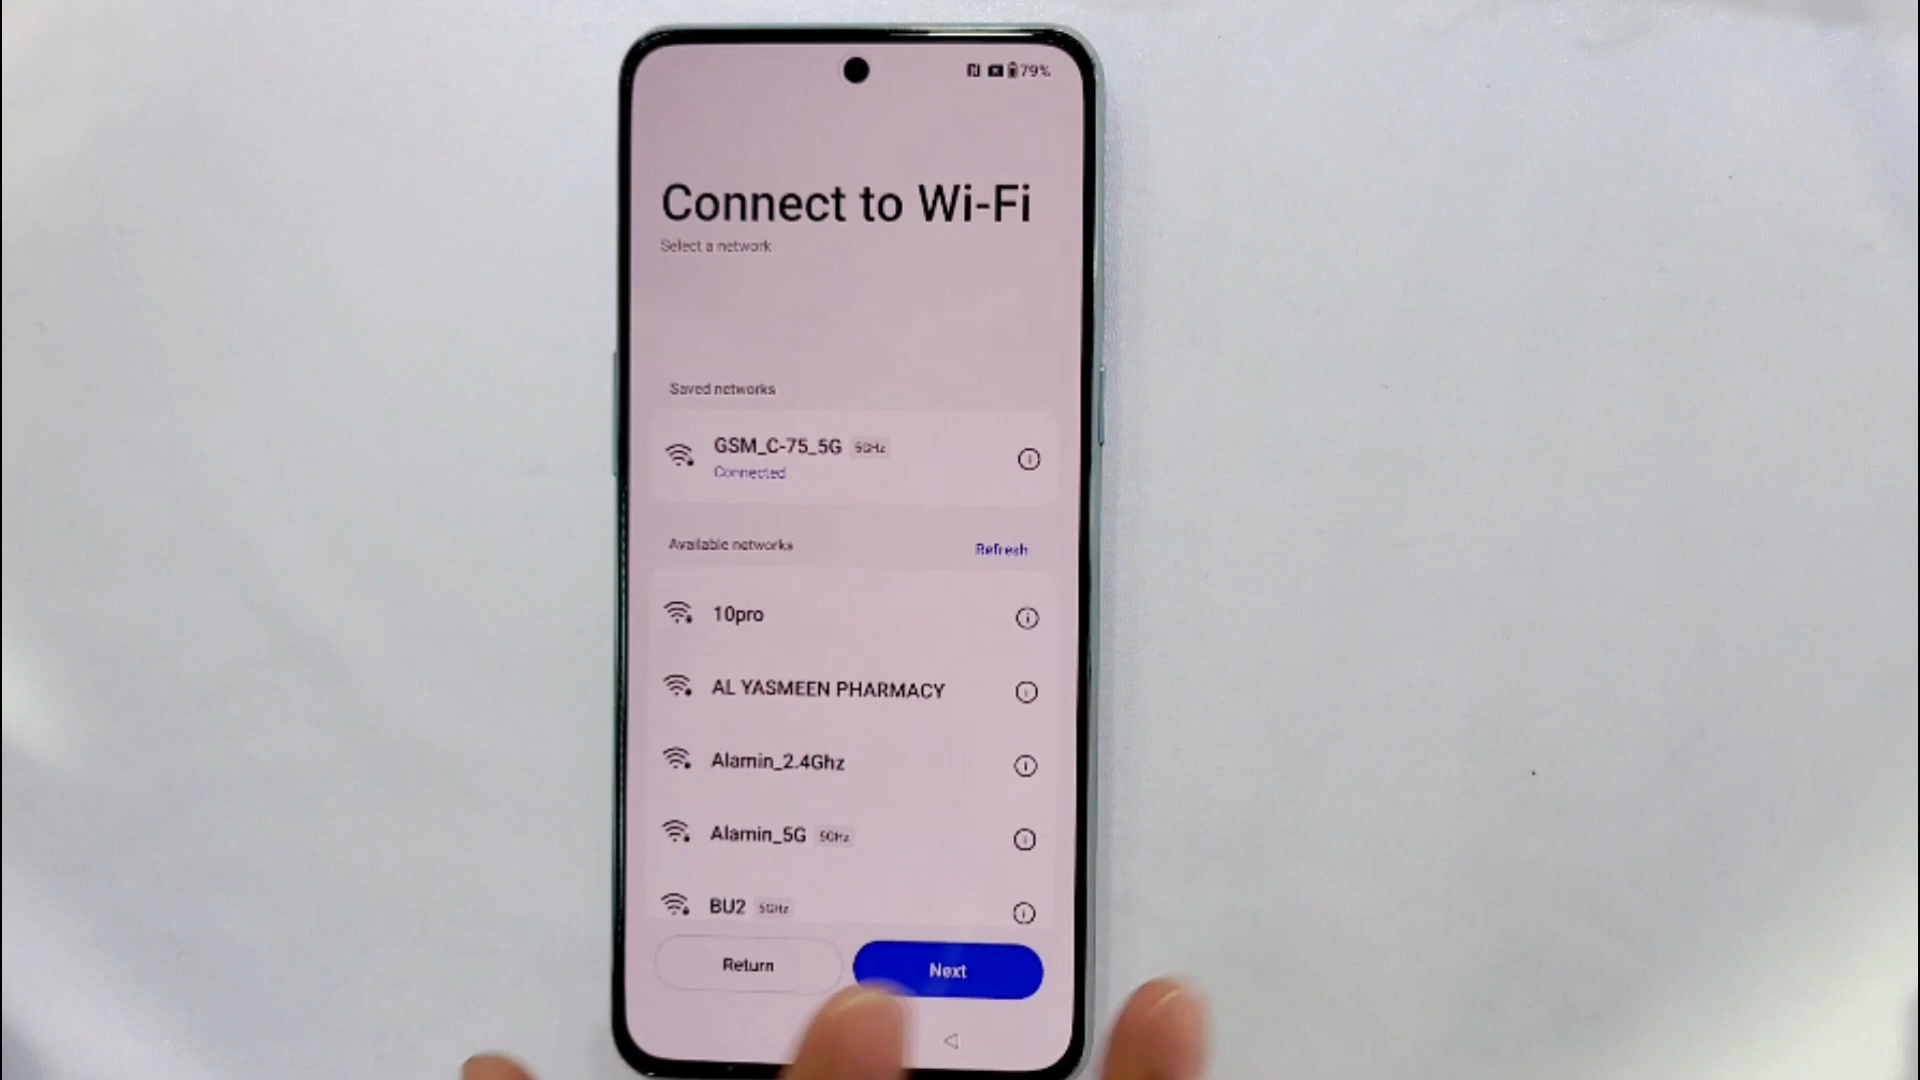 79%
Connect to Wi-Fi
Select a network
Saved networks
GSM_C-75_5G 5GHz
Connected
Available networks
Refresh
10pro
AL YASMEEN PHARMACY
Alamin_2.4Ghz
Alamin_5G 5GHz
BU2 5GHz
Return
Next